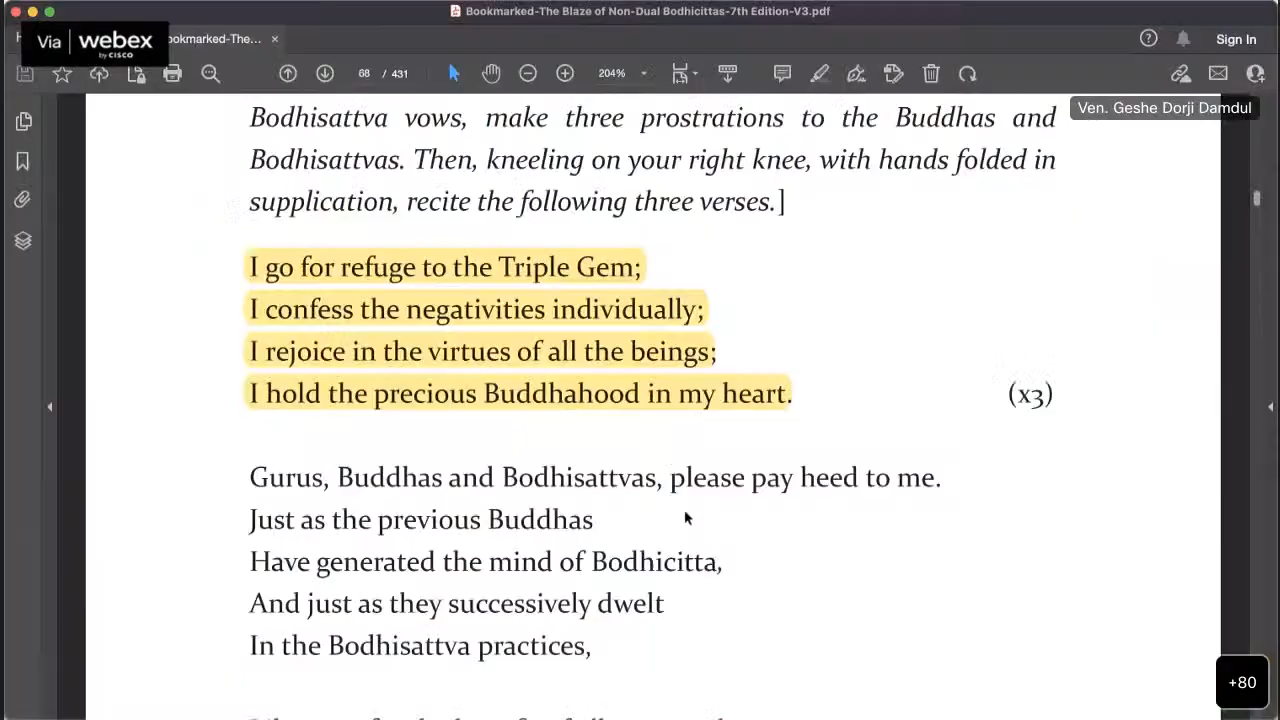 Bookmarked-The Blaze of Non-Dual Bodhicittas-7th Edition-V3.pdf
Via webex
by CISCO
ookmarked-The...
Sign In
68 / 431
204%
Ven. Geshe Dorji Damdul
Bodhisattva vows, make three prostrations to the Buddhas and
Bodhisattvas. Then, kneeling on your right knee, with hands folded in
supplication, recite the following three verses.]
I go for refuge to the Triple Gem;
I confess the negativities individually;
I rejoice in the virtues of all the beings;
I hold the precious Buddhahood in my heart. (x3)
Gurus, Buddhas and Bodhisattvas, please pay heed to me.
Just as the previous Buddhas
Have generated the mind of Bodhicitta,
And just as they successively dwelt
In the Bodhisattva practices,
+80